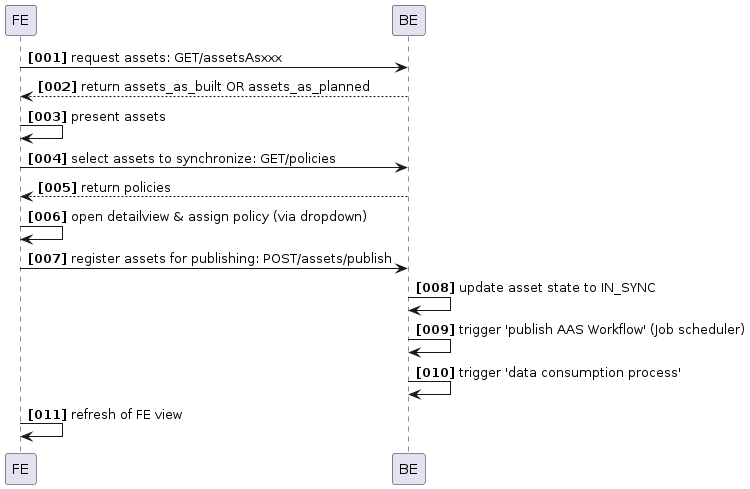 FE BE
[001] request assets: GET/assetsAsxxx
[002] return assets_as_built OR assets_as_planned
[003] present assets
[004] select assets to synchronize: GET/policies
[005] return policies
[006] open detailview & assign policy (via dropdown)
[007] register assets for publishing: POST/assets/publish
[008] update asset state to IN_SYNC
[009] trigger 'publish AAS Workflow' (Job scheduler)
[010] trigger 'data consumption process'
[011] refresh of FE view
FE BE